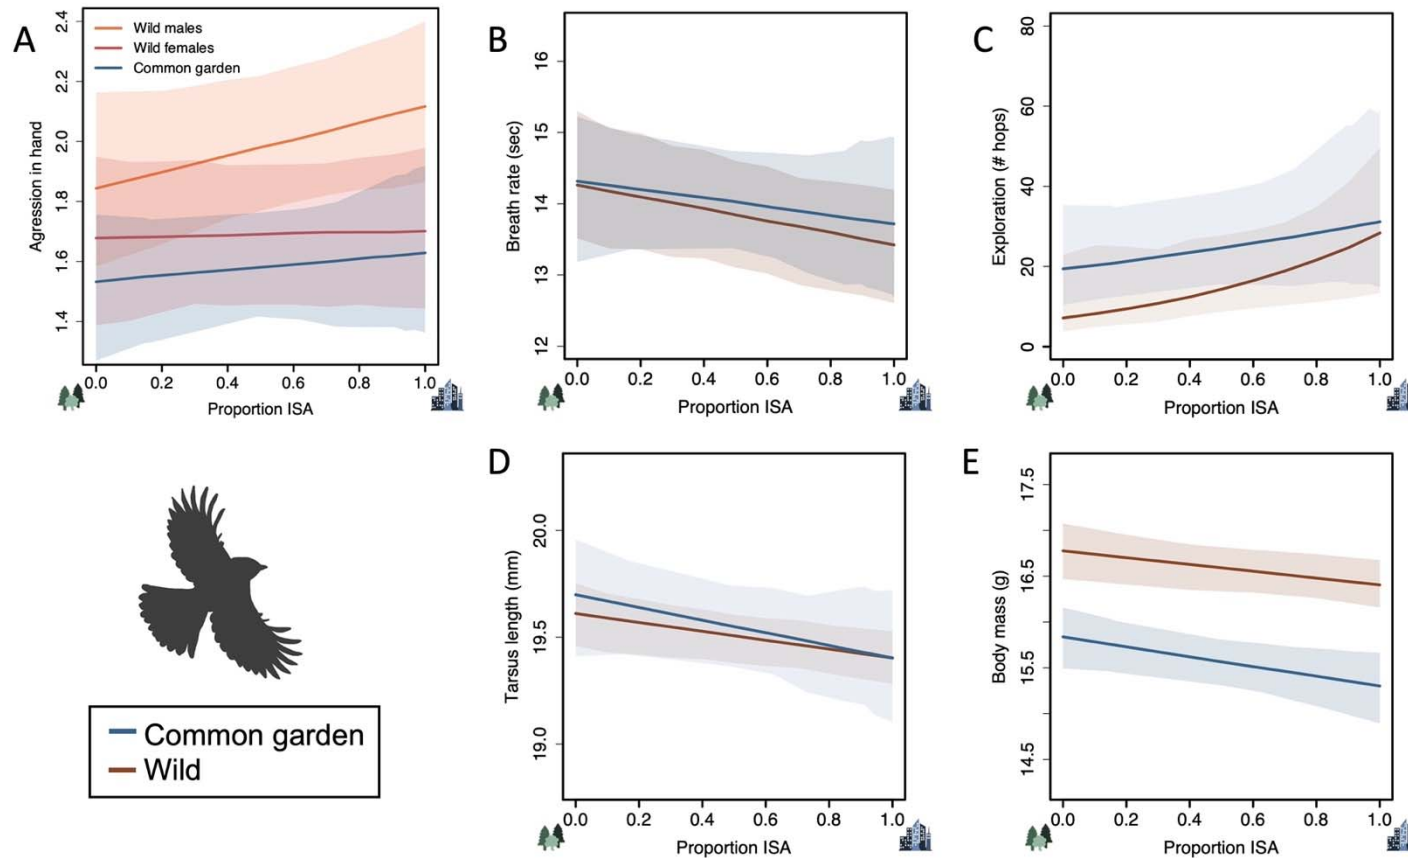 A
Wild males
Wild females
Common garden
Agression in hand
2.4
2.2
2.0
1.8
1.6
1.4
0.0 0.2 0.4 0.6 0.8 1.0
Proportion ISA
B
Breath rate (sec)
16
15
14
13
12
0.0 0.2 0.4 0.6 0.8 1.0
Proportion ISA
C
Exploration (# hops)
80
60
40
20
0
0.0 0.2 0.4 0.6 0.8 1.0
Proportion ISA
Common garden
Wild
D
Tarsus length (mm)
20.0
19.5
19.0
0.0 0.2 0.4 0.6 0.8 1.0
Proportion ISA
E
Body mass (g)
17.5
16.5
15.5
14.5
0.0 0.2 0.4 0.6 0.8 1.0
Proportion ISA